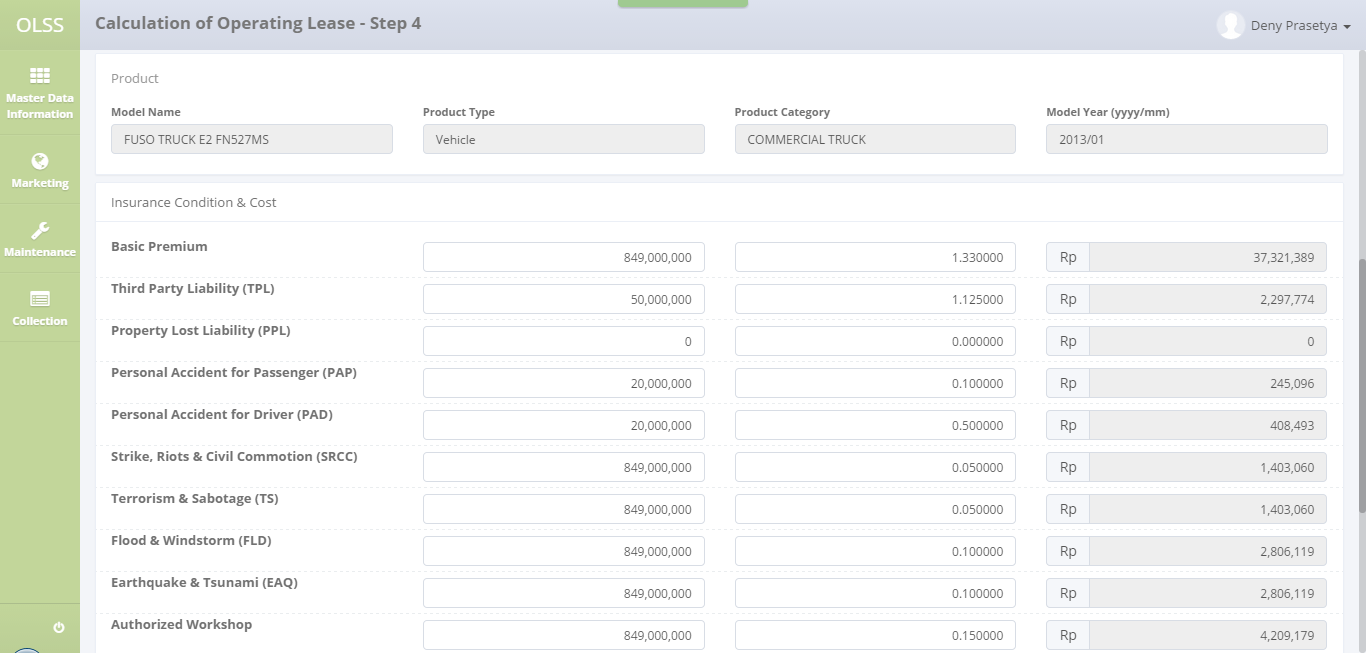 OLSS
Calculation of Operating Lease - Step 4
Deny Prasetya
Master Data
Information
Marketing
Maintenance
Collection
Product
Model Name Product Type Product Category Model Year (yyyy/mm)
FUSO TRUCK E2 FN527MS Vehicle COMMERCIAL TRUCK 2013/01
Insurance Condition & Cost
Basic Premium 849,000,000 1.330000 Rp 37,321,389
Third Party Liability (TPL) 50,000,000 1.125000 Rp 2,297,774
Property Lost Liability (PPL) 0 0.000000 Rp 0
Personal Accident for Passenger (PAP) 20,000,000 0.100000 Rp 245,096
Personal Accident for Driver (PAD) 20,000,000 0.500000 Rp 408,493
Strike, Riots & Civil Commotion (SRCC) 849,000,000 0.050000 Rp 1,403,060
Terrorism & Sabotage (TS) 849,000,000 0.050000 Rp 1,403,060
Flood & Windstorm (FLD) 849,000,000 0.100000 Rp 2,806,119
Earthquake & Tsunami (EAQ) 849,000,000 0.100000 Rp 2,806,119
Authorized Workshop 849,000,000 0.150000 Rp 4,209,179